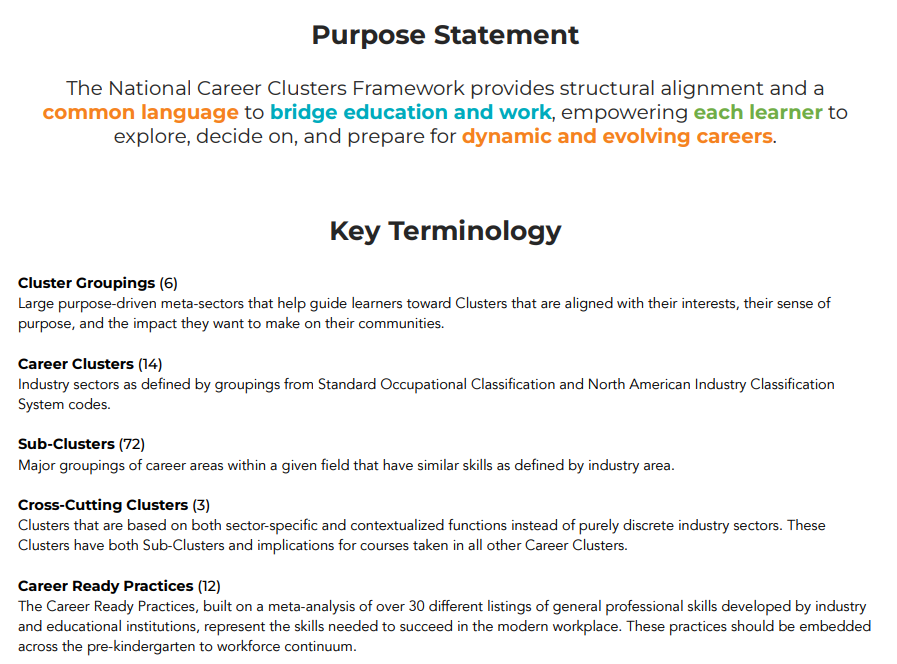 Purpose Statement
The National Career Clusters Framework provides structural alignment and a
common language to bridge education and work, empowering each learner to
explore, decide on, and prepare for dynamic and evolving careers.
Key Terminology
Cluster Groupings (6)
Large purpose-driven meta-sectors that help guide learners toward Clusters that are aligned with their interests, their sense of
purpose, and the impact they want to make on their communities.
Career Clusters (14)
Industry sectors as defined by groupings from Standard Occupational Classification and North American Industry Classification
System codes.
Sub-Clusters (72)
Major groupings of career areas within a given field that have similar skills as defined by industry area.
Cross-Cutting Clusters (3)
Clusters that are based on both sector-specific and contextualized functions instead of purely discrete industry sectors. These
Clusters have both Sub-Clusters and implications for courses taken in all other Career Clusters.
Career Ready Practices (12)
The Career Ready Practices, built on a meta-analysis of over 30 different listings of general professional skills developed by industry
and educational institutions, represent the skills needed to succeed in the modern workplace. These practices should be embedded
across the pre-kindergarten to workforce continuum.